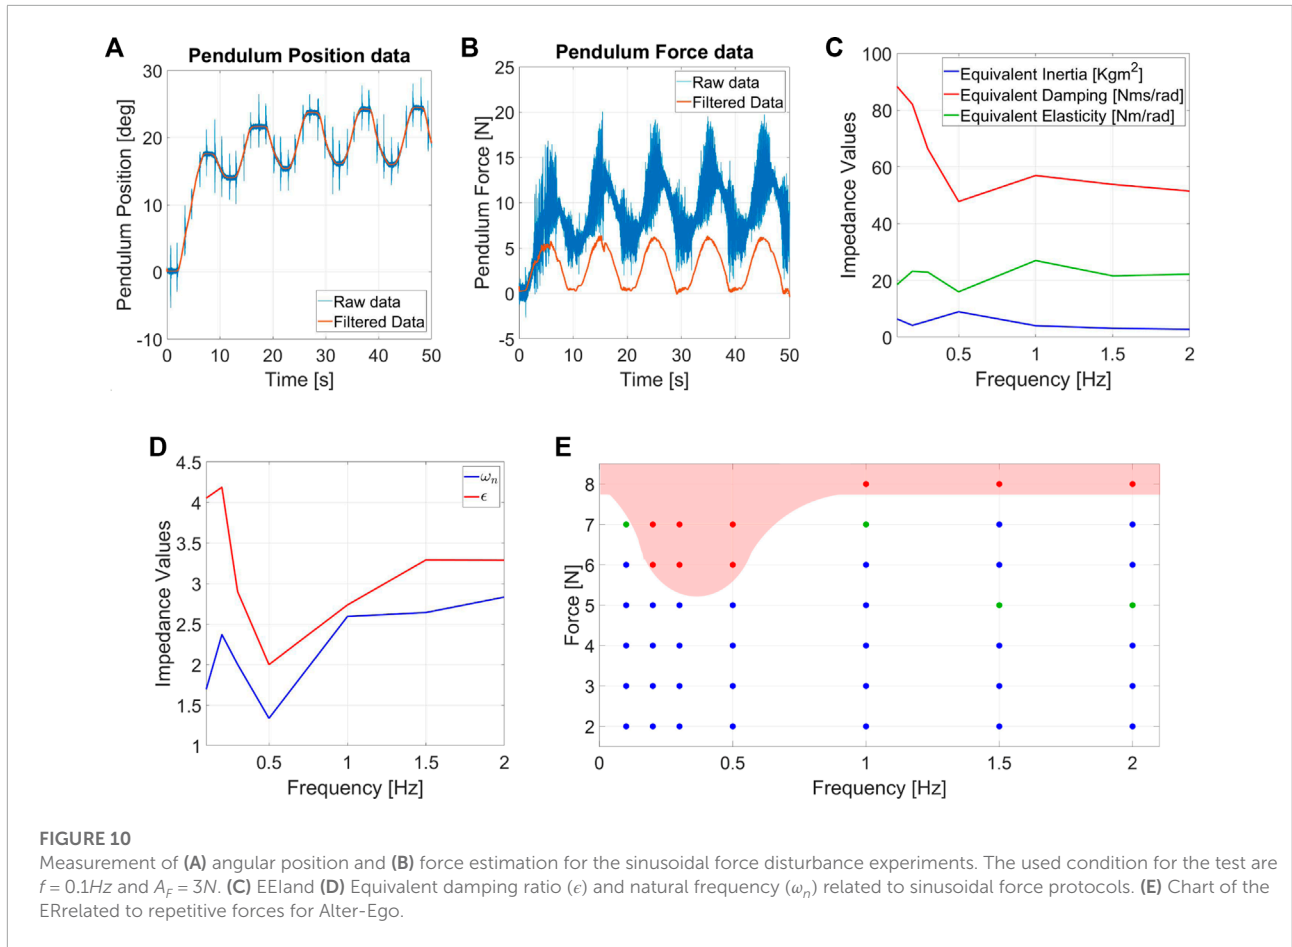 A
Pendulum Position data
Pendulum Position [deg]
30
20
10
0
-10
Raw data
Filtered Data
0 10 20 30 40 50
Time [s]
B
Pendulum Force data
Pendulum Force [N]
25
20
15
10
5
0
-5
Raw data
Filtered Data
0 10 20 30 40 50
Time [s]
C
Impedance Values
100
80
60
40
20
0
Equivalent Inertia [Kgm²]
Equivalent Damping [Nms/rad]
Equivalent Elasticity [Nm/rad]
0.5 1 1.5 2
Frequency [Hz]
D
Impedance Values
4.5
4
3.5
3
2.5
2
1.5
1
ωn
ϵ
0.5 1 1.5 2
Frequency [Hz]
E
Force [N]
8
7
6
5
4
3
2
0 0.5 1 1.5 2
Frequency [Hz]
FIGURE 10
Measurement of (A) angular position and (B) force estimation for the sinusoidal force disturbance experiments. The used condition for the test are
f = 0.1Hz and AF = 3N. (C) EEIand (D) Equivalent damping ratio (ϵ) and natural frequency (ωn) related to sinusoidal force protocols. (E) Chart of the
ERrelated to repetitive forces for Alter-Ego.